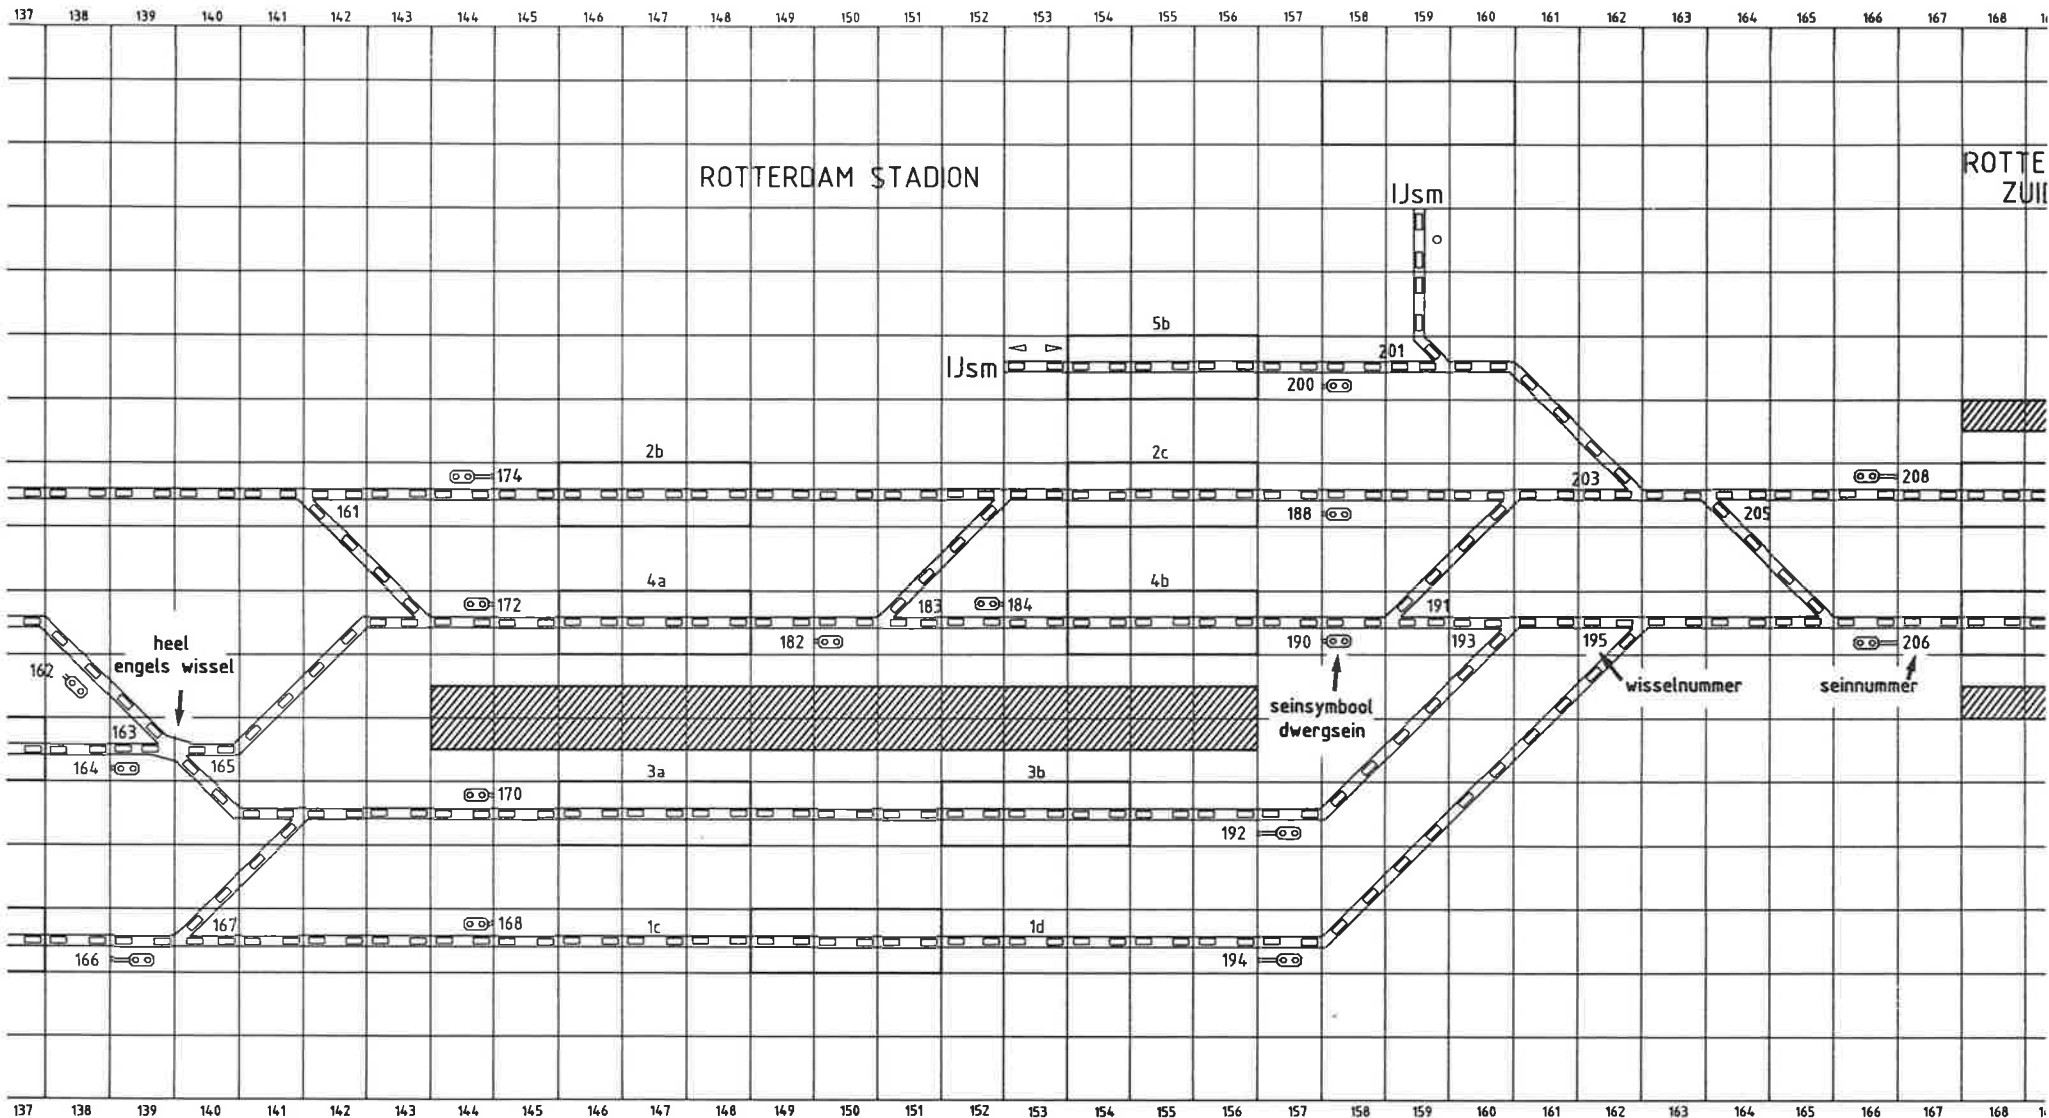 137 138 139 140 141 142 143 144 145 146 147 148 149 150 151 152 153 154 155 156 157 158 159 160 161 162 163 164 165 166 167 168
ROTTERDAM STADION
ROTTE
ZUI
IJsm
5b
201
IJsm
200
2b
2c
203
174
208
161
188
205
4a
4b
172
183
184
191
heel
engels wissel
182
190
193
195
206
162
wisselnummer
seinnummer
seinsymbool
dwergsein
163
164
165
3a
3b
170
192
167
168
1c
1d
166
194
137 138 139 140 141 142 143 144 145 146 147 148 149 150 151 152 153 154 155 156 157 158 159 160 161 162 163 164 165 166 167 168